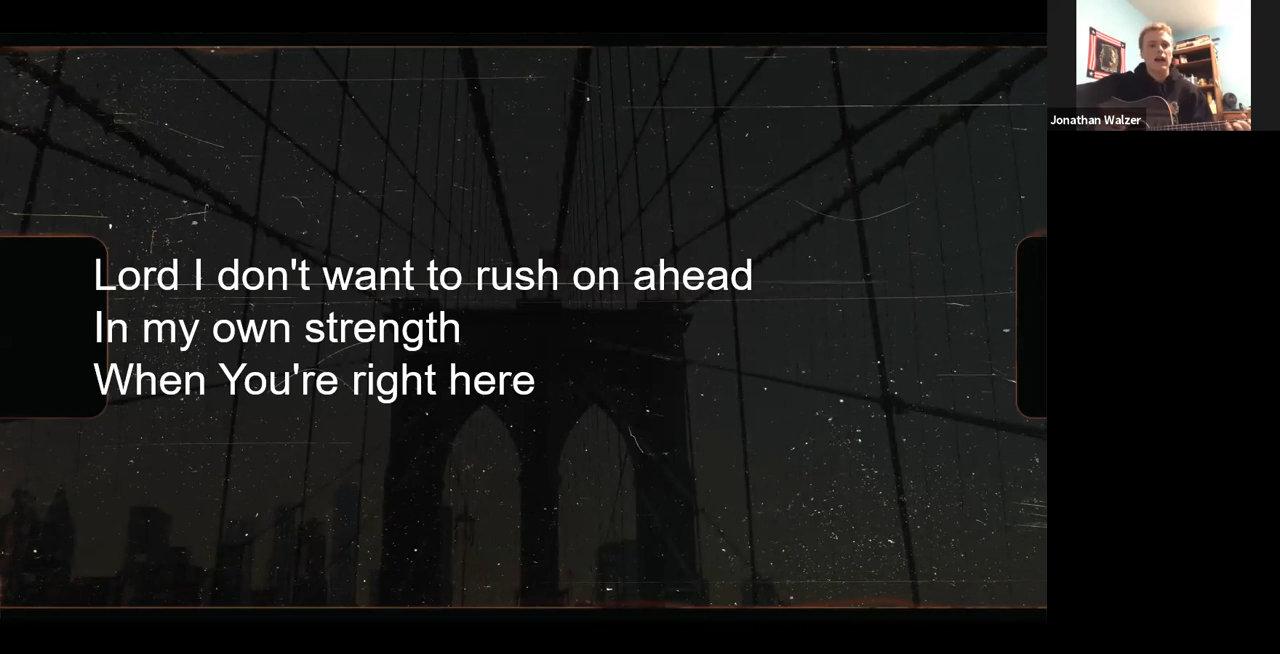 Lord I don't want to rush on ahead
In my own strength
When You're right here
Jonathan Walzer